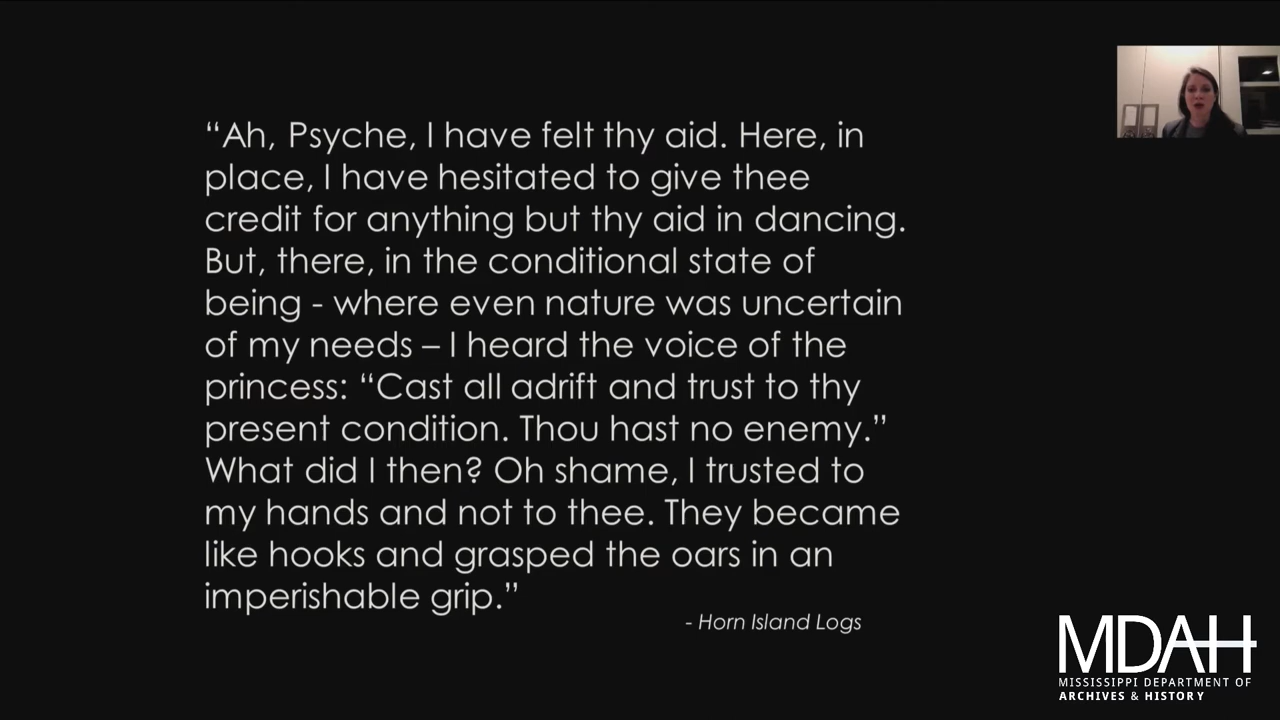 “Ah, Psyche, I have felt thy aid. Here, in
place, I have hesitated to give thee
credit for anything but thy aid in dancing.
But, there, in the conditional state of
being - where even nature was uncertain
of my needs – I heard the voice of the
princess: “Cast all adrift and trust to thy
present condition. Thou hast no enemy.”
What did I then? Oh shame, I trusted to
my hands and not to thee. They became
like hooks and grasped the oars in an
imperishable grip.”
- Horn Island Logs
MDAH
MISSISSIPPI DEPARTMENT OF
ARCHIVES & HISTORY